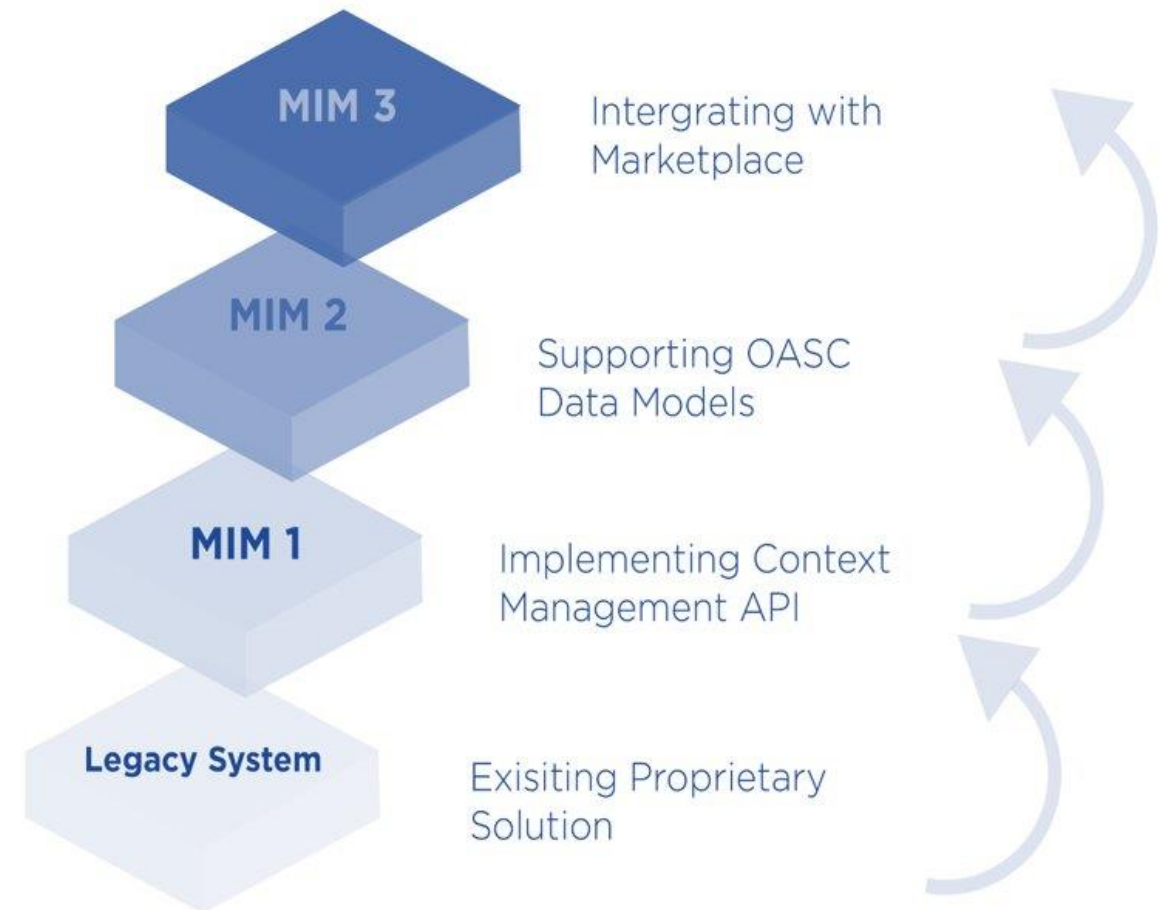 MIM 3
Intergrating with
Marketplace
MIM 2
Supporting OASC
Data Models
MIM 1
Implementing Context
Management API
Legacy System
Exisiting Proprietary
Solution